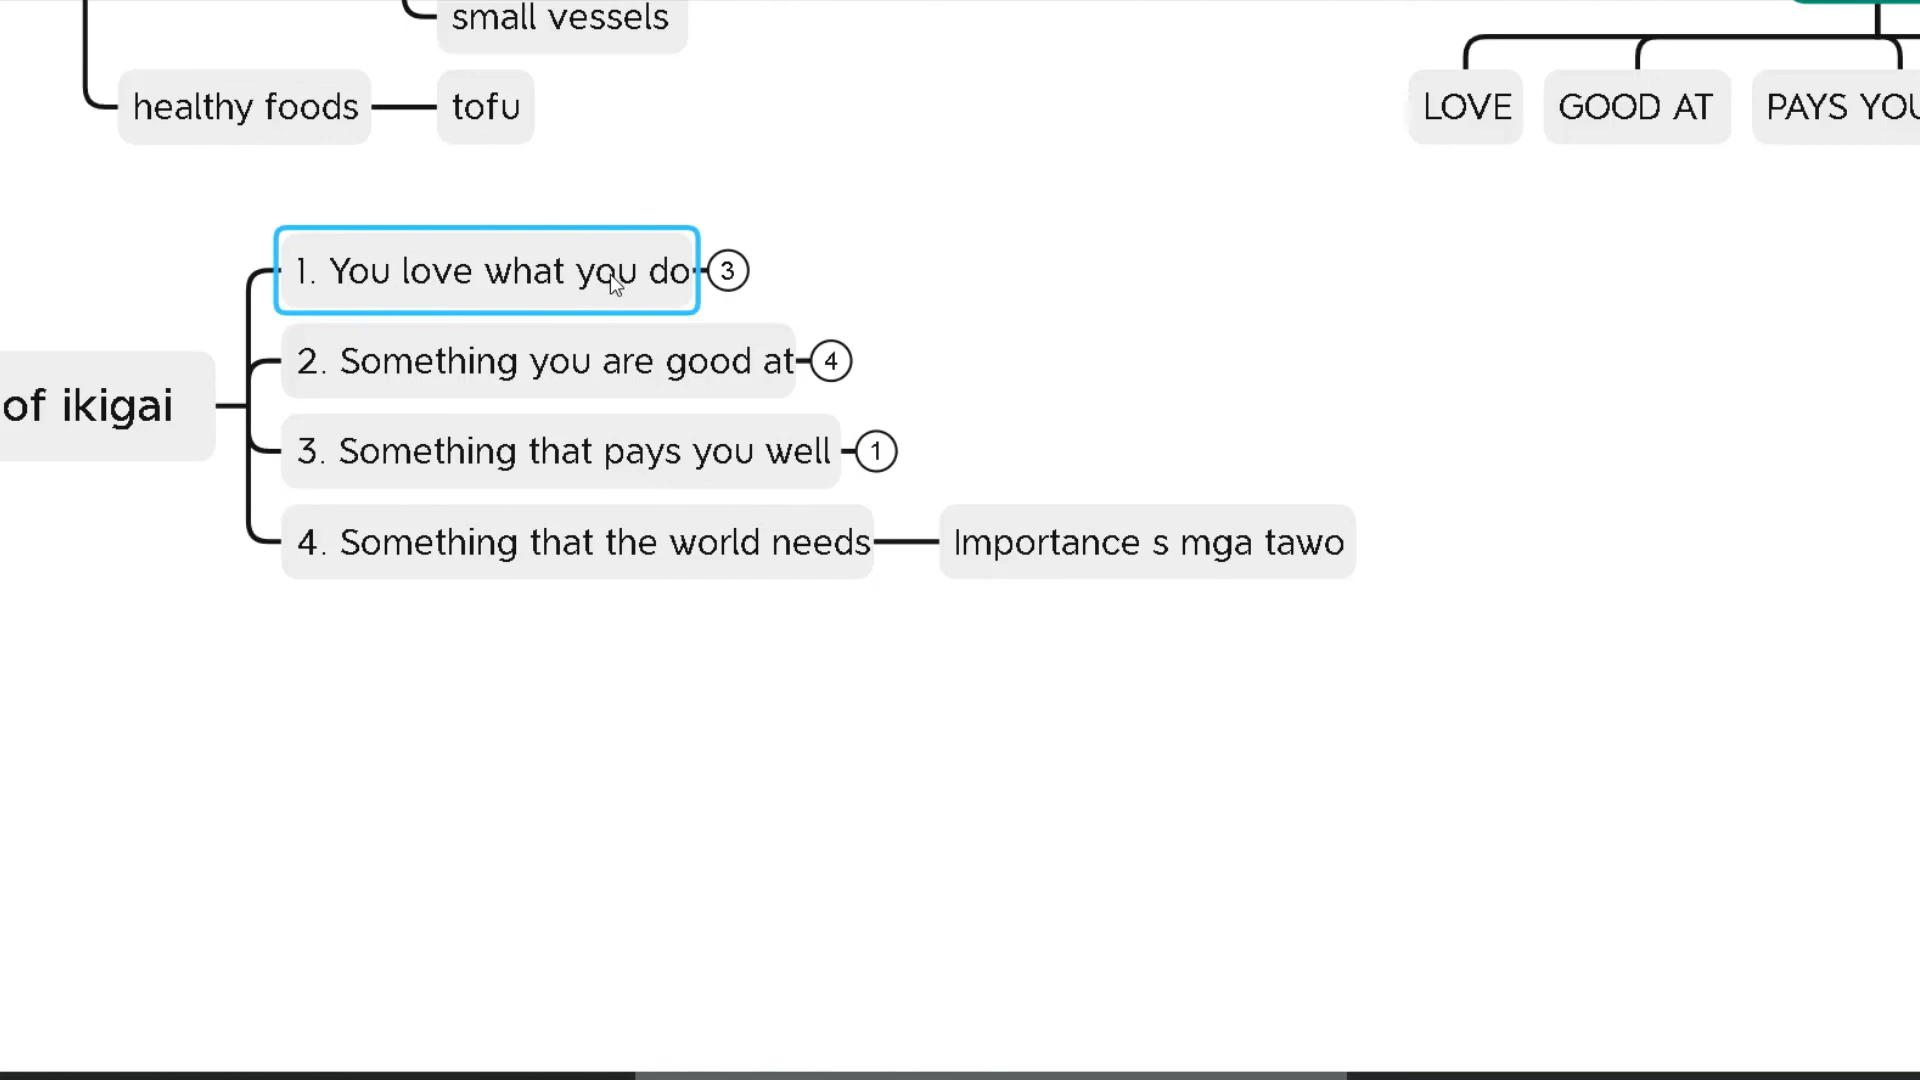 small vessels
healthy foods
tofu
LOVE
GOOD AT
PAYS YOU
of ikigai
1. You love what you do
3
2. Something you are good at
4
3. Something that pays you well
1
4. Something that the world needs
Importance s mga tawo